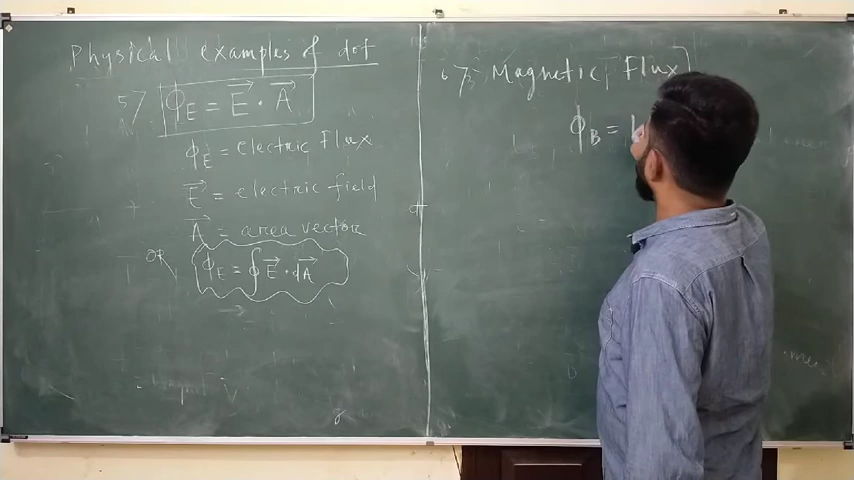 Physical examples of dot
5) ϕ_E = E⃗ · A⃗
ϕ_E = electric Flux
E⃗ = electric field
A⃗ = area vector
OR
ϕ_E = ∮ E⃗ · dA⃗
6) Magnetic Flux
ϕ_B =